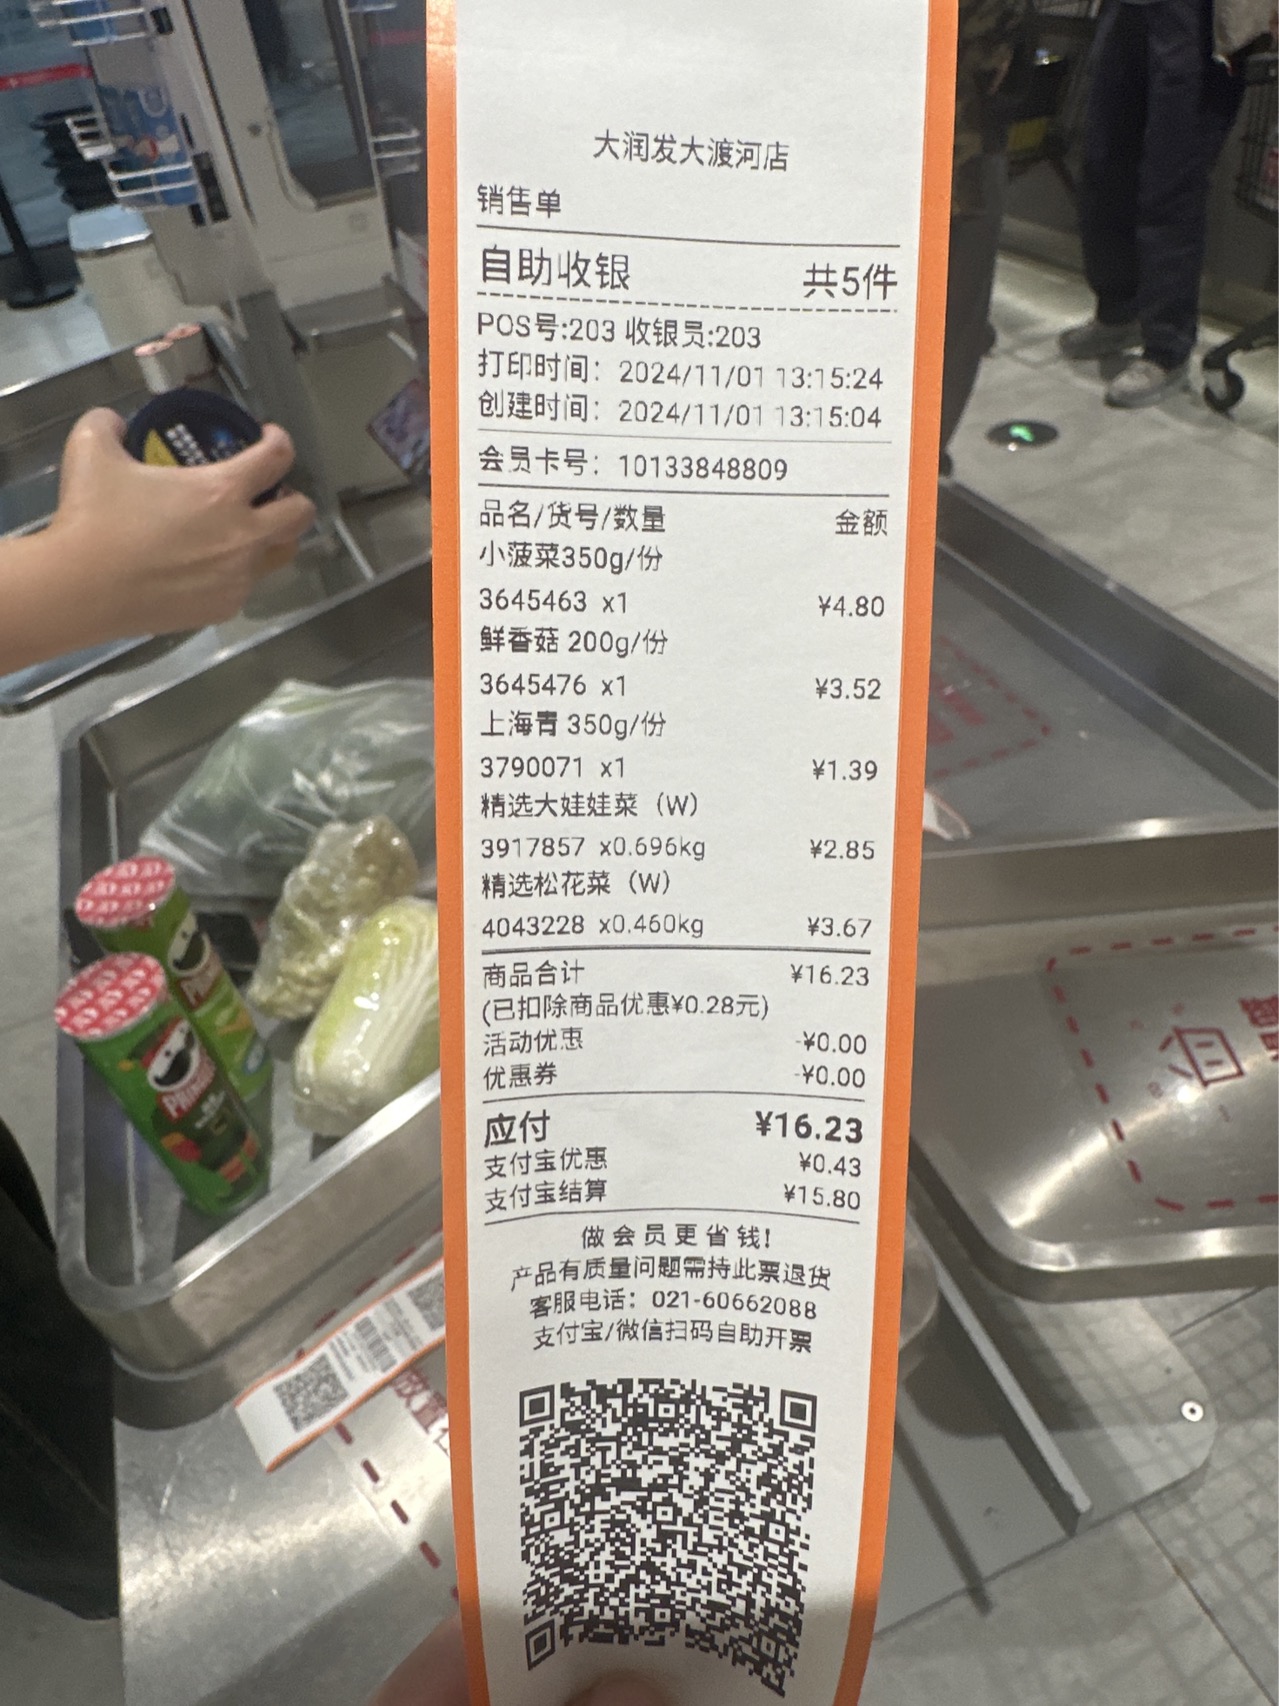 大润发大渡河店
销售单
自助收银 共5件
POS号:203 收银员:203
打印时间: 2024/11/01 13:15:24
创建时间: 2024/11/01 13:15:04
会员卡号: 10133848809
品名/货号/数量 金额
小菠菜350g/份
3645463 x1 ¥4.80
鲜香菇 200g/份
3645476 x1 ¥3.52
上海青 350g/份
3790071 x1 ¥1.39
精选大娃娃菜（W）
3917857 x0.696kg ¥2.85
精选松花菜（W）
4043228 x0.460kg ¥3.67
商品合计 ¥16.23
(已扣除商品优惠¥0.28元)
活动优惠 -¥0.00
优惠券 -¥0.00
应付 ¥16.23
支付宝优惠 ¥0.43
支付宝结算 ¥15.80
做会员更省钱!
产品有质量问题需持此票退货
客服电话: 021-60662088
支付宝/微信扫码自助开票